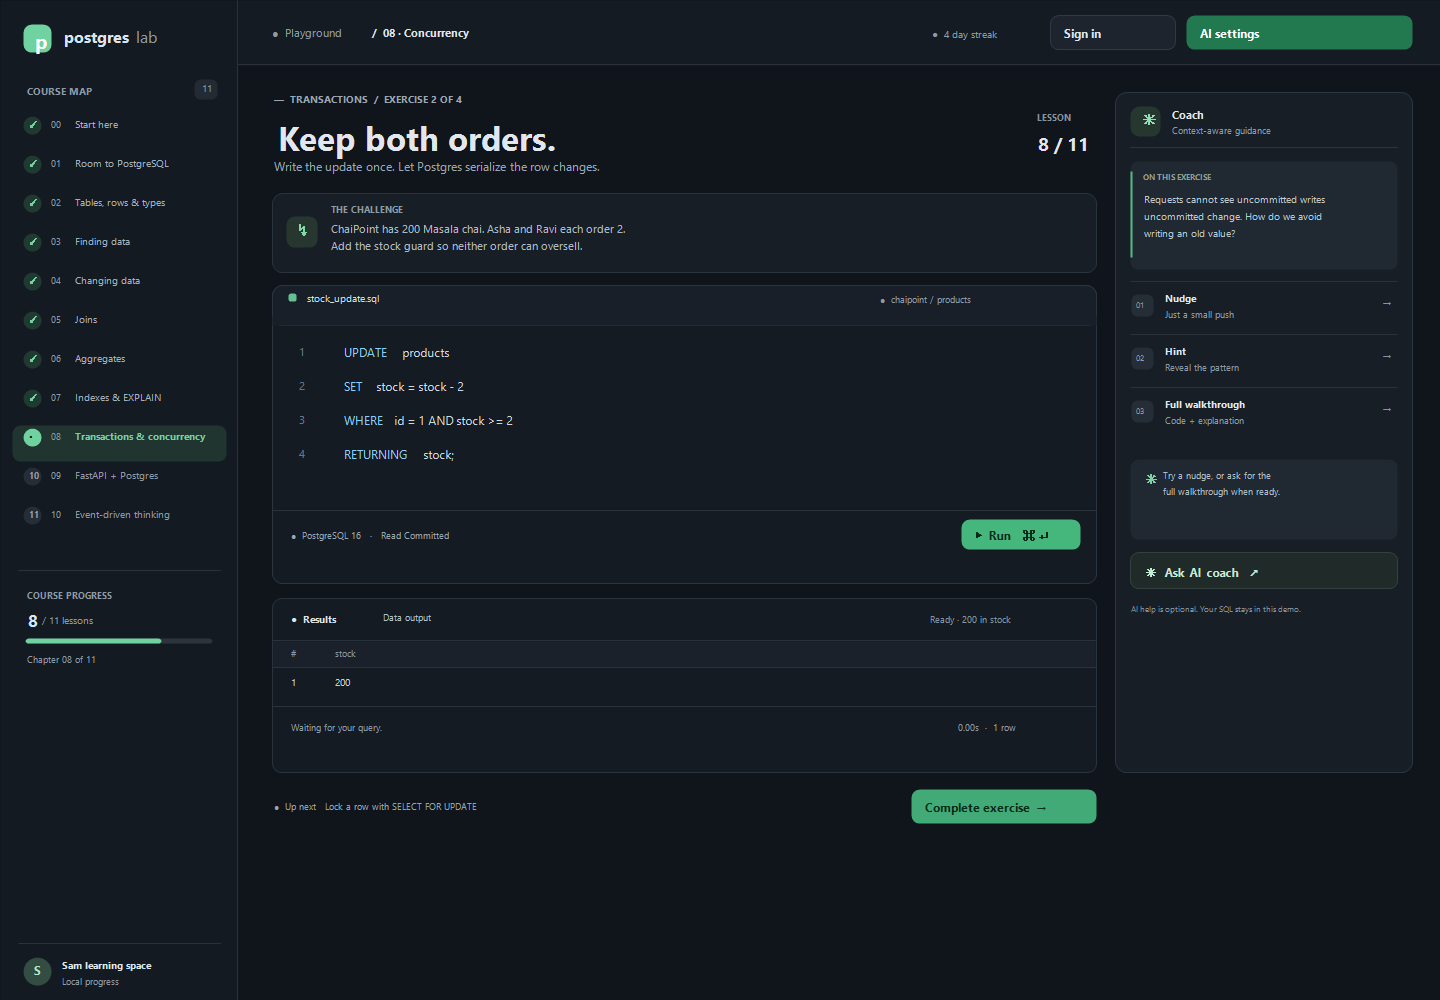 p postgres lab
COURSE MAP 11
✓ 00 Start here
✓ 01 Room to PostgreSQL
✓ 02 Tables, rows & types
✓ 03 Finding data
✓ 04 Changing data
✓ 05 Joins
✓ 06 Aggregates
✓ 07 Indexes & EXPLAIN
08 Transactions & concurrency
10 09 FastAPI + Postgres
11 10 Event-driven thinking
COURSE PROGRESS
8 / 11 lessons
Chapter 08 of 11
S Sam learning space
Local progress
● Playground / 08 · Concurrency
● 4 day streak
Sign in
AI settings
— TRANSACTIONS / EXERCISE 2 OF 4
Keep both orders.
Write the update once. Let Postgres serialize the row changes.
LESSON
8 / 11
THE CHALLENGE
ChaiPoint has 200 Masala chai. Asha and Ravi each order 2.
Add the stock guard so neither order can oversell.
stock_update.sql
● chaipoint / products
1 UPDATE products
2 SET stock = stock - 2
3 WHERE id = 1 AND stock >= 2
4 RETURNING stock;
● PostgreSQL 16 · Read Committed
▶ Run ⌘ ↵
● Results Data output
Ready · 200 in stock
# stock
1 200
Waiting for your query.
0.00s · 1 row
● Up next Lock a row with SELECT FOR UPDATE
Complete exercise →
Coach
Context-aware guidance
ON THIS EXERCISE
Requests cannot see uncommitted writes
uncommitted change. How do we avoid
writing an old value?
01 Nudge →
Just a small push
02 Hint →
Reveal the pattern
03 Full walkthrough →
Code + explanation
Try a nudge, or ask for the
full walkthrough when ready.
Ask AI coach ↗
AI help is optional. Your SQL stays in this demo.